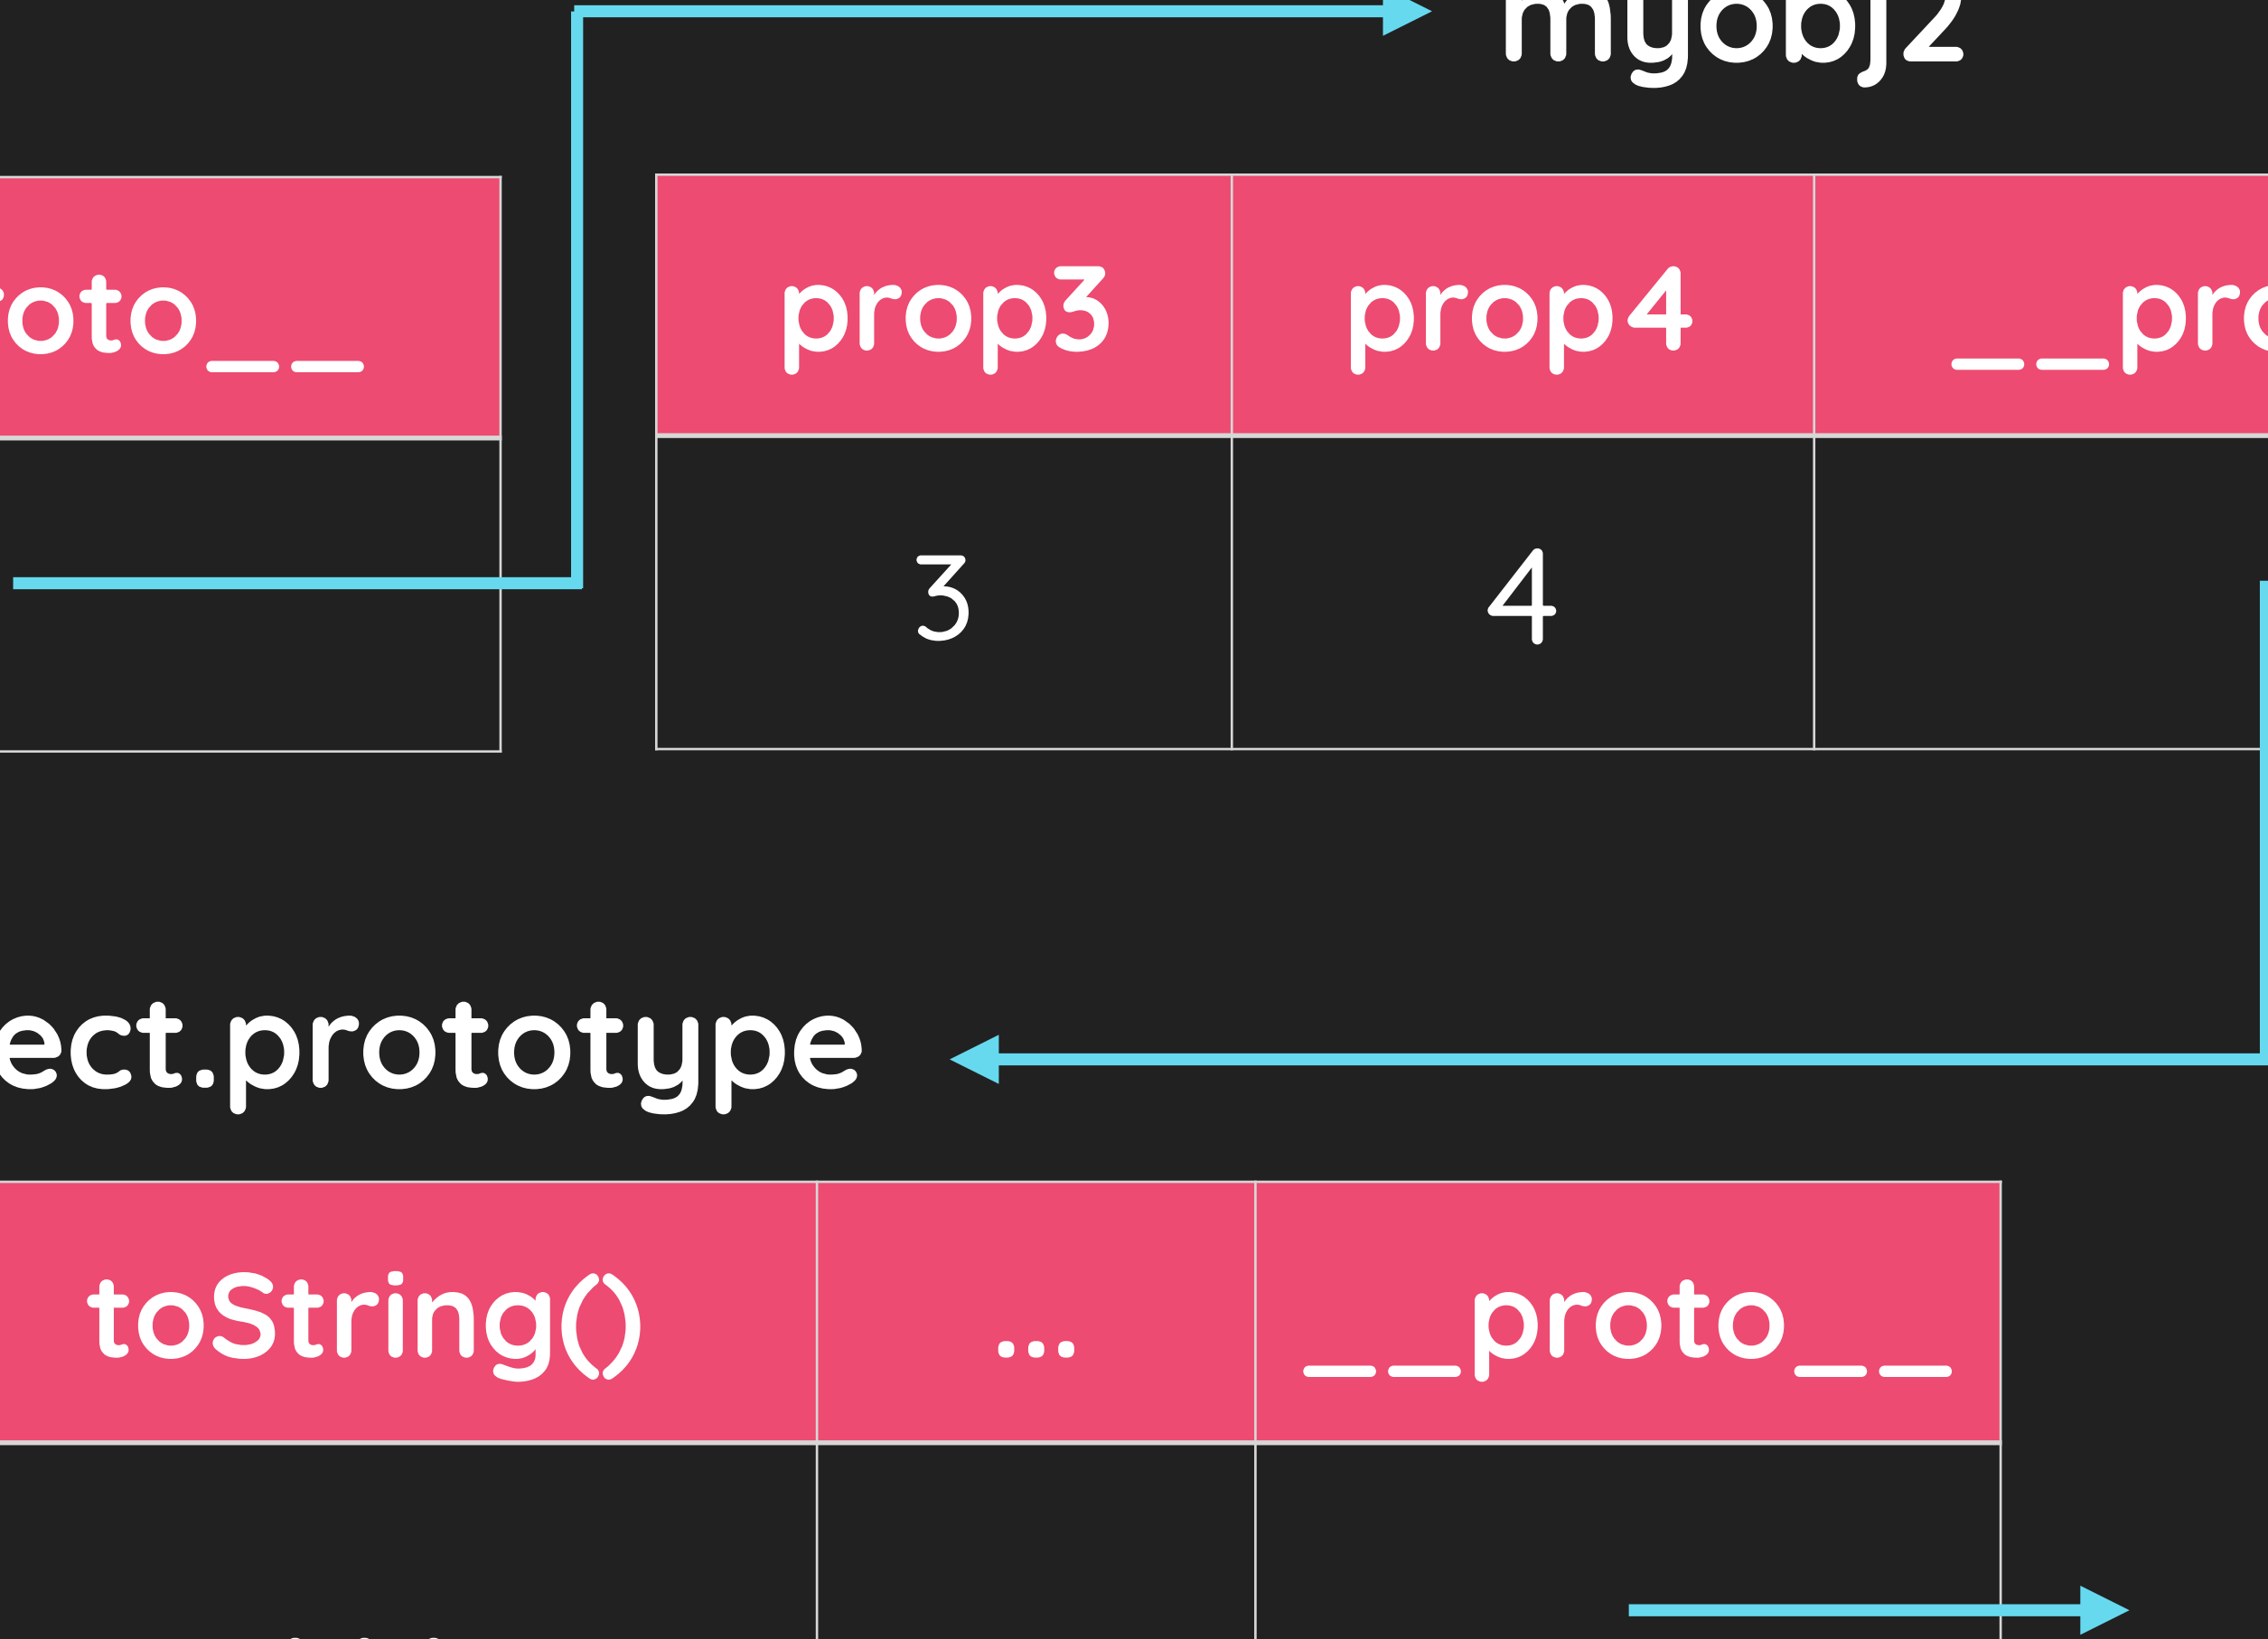 myobj2
oto__
prop3 prop4 __pro
3 4
ect.prototype
toString() ... __proto__